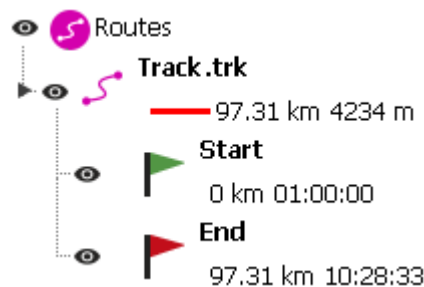 Routes
Track.trk
97.31 km 4234 m
Start
0 km 01:00:00
End
97.31 km 10:28:33